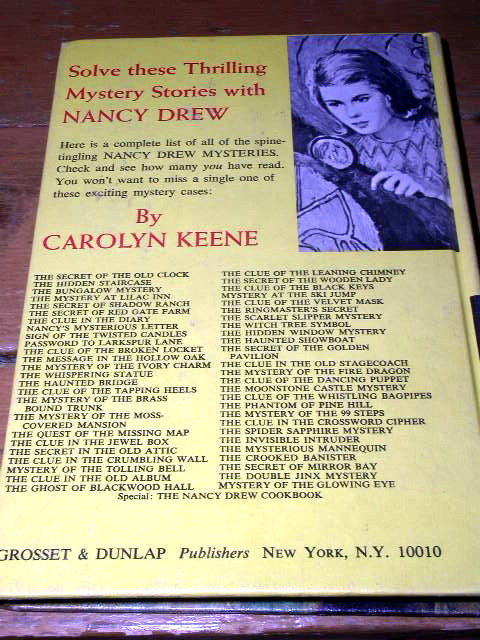 Solve these Thrilling
Mystery Stories with
NANCY DREW
Here is a complete list of all of the spine-
tingling NANCY DREW MYSTERIES.
Check and see how many you have read.
You won't want to miss a single one of
these exciting mystery cases:
By
CAROLYN KEENE
THE SECRET OF THE OLD CLOCK
THE HIDDEN STAIRCASE
THE BUNGALOW MYSTERY
THE MYSTERY AT LILAC INN
THE SECRET OF SHADOW RANCH
THE SECRET OF RED GATE FARM
THE CLUE IN THE DIARY
NANCY'S MYSTERIOUS LETTER
SIGN OF THE TWISTED CANDLES
PASSWORD TO LARKSPUR LANE
THE CLUE OF THE BROKEN LOCKET
THE MESSAGE IN THE HOLLOW OAK
THE MYSTERY OF THE IVORY CHARM
THE WHISPERING STATUE
THE HAUNTED BRIDGE
THE CLUE OF THE TAPPING HEELS
THE MYSTERY OF THE BRASS
BOUND TRUNK
THE MYSTERY OF THE MOSS-
COVERED MANSION
THE QUEST OF THE MISSING MAP
THE CLUE IN THE JEWEL BOX
THE SECRET IN THE OLD ATTIC
THE CLUE IN THE CRUMBLING WALL
MYSTERY OF THE TOLLING BELL
THE CLUE IN THE OLD ALBUM
THE GHOST OF BLACKWOOD HALL
THE CLUE OF THE LEANING CHIMNEY
THE SECRET OF THE WOODEN LADY
THE CLUE OF THE BLACK KEYS
MYSTERY AT THE SKI JUMP
THE CLUE OF THE VELVET MASK
THE RINGMASTER'S SECRET
THE SCARLET SLIPPER MYSTERY
THE WITCH TREE SYMBOL
THE HIDDEN WINDOW MYSTERY
THE HAUNTED SHOWBOAT
THE SECRET OF THE GOLDEN
PAVILION
THE CLUE IN THE OLD STAGECOACH
THE MYSTERY OF THE FIRE DRAGON
THE CLUE OF THE DANCING PUPPET
THE MOONSTONE CASTLE MYSTERY
THE CLUE OF THE WHISTLING BAGPIPES
THE PHANTOM OF PINE HILL
THE MYSTERY OF THE 99 STEPS
THE CLUE IN THE CROSSWORD CIPHER
THE SPIDER SAPPHIRE MYSTERY
THE INVISIBLE INTRUDER
THE MYSTERIOUS MANNEQUIN
THE CROOKED BANISTER
THE SECRET OF MIRROR BAY
THE DOUBLE JINX MYSTERY
MYSTERY OF THE GLOWING EYE
Special: THE NANCY DREW COOKBOOK
GROSSET & DUNLAP Publishers NEW YORK, N.Y. 10010